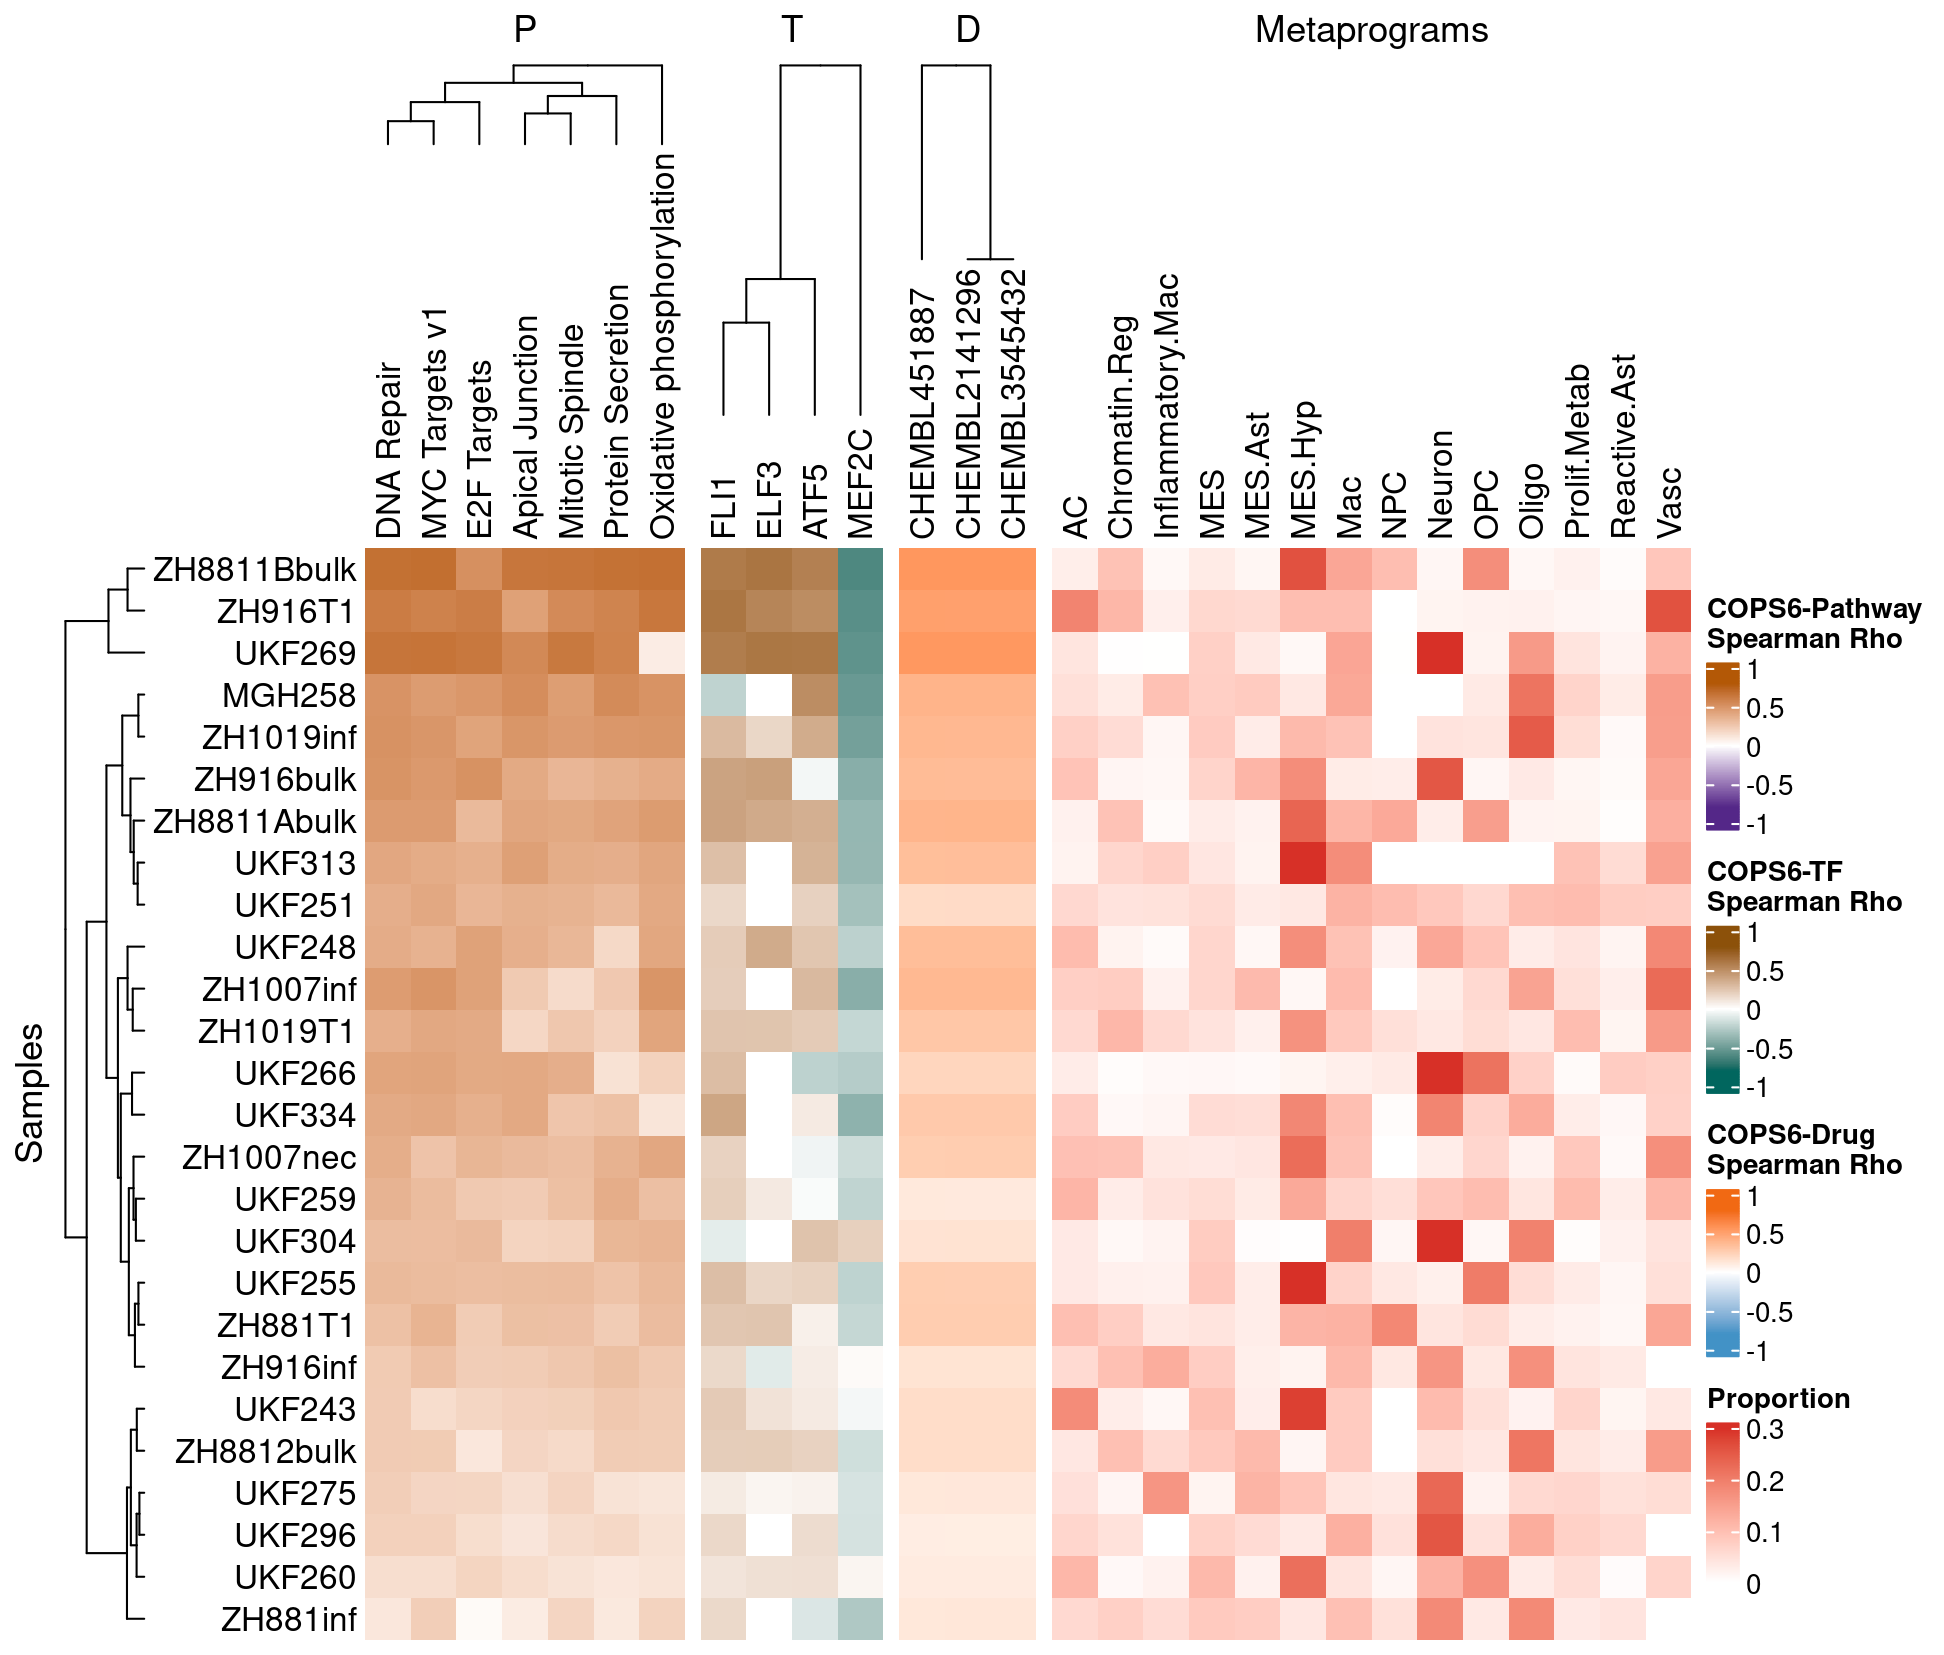 P
T
D
Metaprograms
DNA Repair
MYC Targets v1
E2F Targets
Apical Junction
Mitotic Spindle
Protein Secretion
Oxidative phosphorylation
FLI1
ELF3
ATF5
MEF2C
CHEMBL451887
CHEMBL2141296
CHEMBL3545432
AC
Chromatin.Reg
Inflammatory.Mac
MES
MES.Ast
MES.Hyp
Mac
NPC
Neuron
OPC
Oligo
Prolif.Metab
Reactive.Ast
Vasc
Samples
ZH8811Bbulk
ZH916T1
UKF269
MGH258
ZH1019inf
ZH916bulk
ZH8811Abulk
UKF313
UKF251
UKF248
ZH1007inf
ZH1019T1
UKF266
UKF334
ZH1007nec
UKF259
UKF304
UKF255
ZH881T1
ZH916inf
UKF243
ZH8812bulk
UKF275
UKF296
UKF260
ZH881inf
COPS6-Pathway
Spearman Rho
1
0.5
0
-0.5
-1
COPS6-TF
Spearman Rho
1
0.5
0
-0.5
-1
COPS6-Drug
Spearman Rho
1
0.5
0
-0.5
-1
Proportion
0.3
0.2
0.1
0